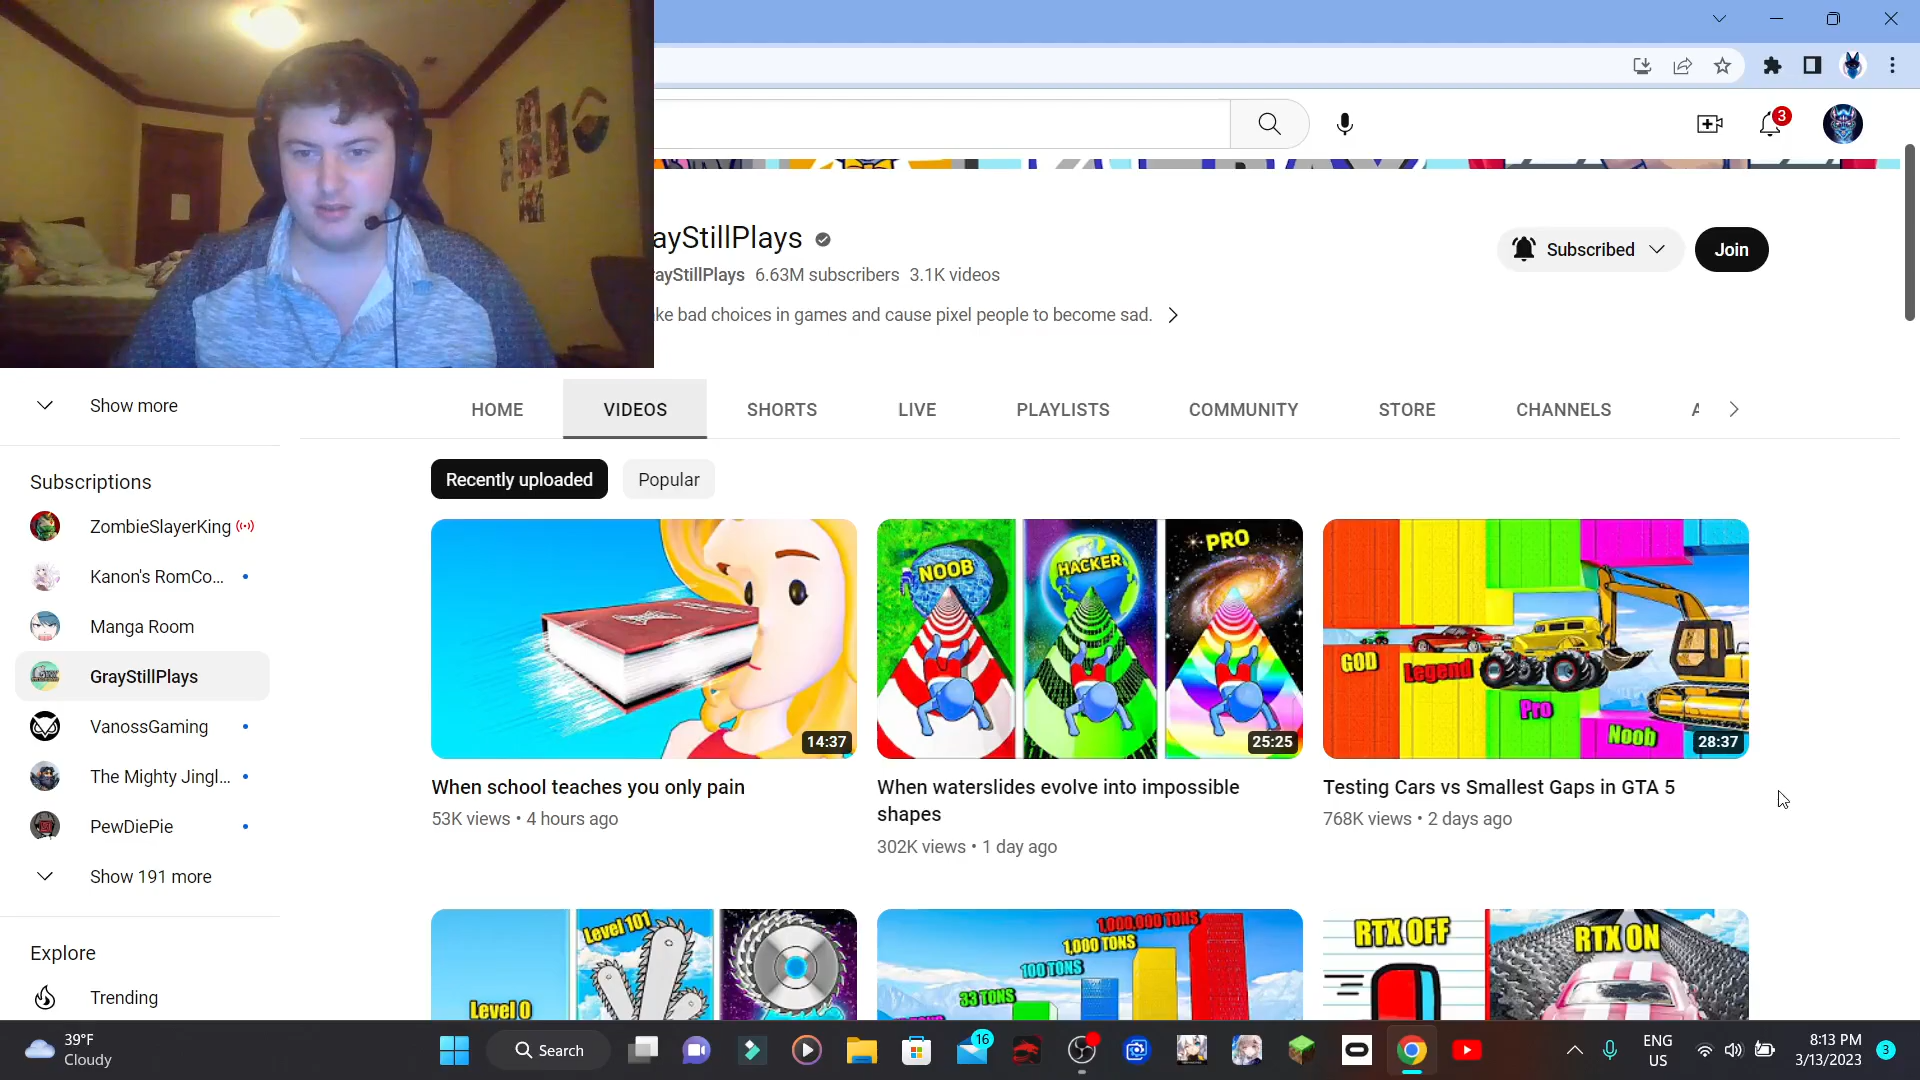 3
ayStillPlays
rayStillPlays 6.63M subscribers 3.1K videos
ke bad choices in games and cause pixel people to become sad.
Subscribed
Join
Show more
HOME VIDEOS SHORTS LIVE PLAYLISTS COMMUNITY STORE CHANNELS
Subscriptions
ZombieSlayerKing
Kanon's RomCo...
Manga Room
GrayStillPlays
VanossGaming
The Mighty Jingl...
PewDiePie
Show 191 more
Explore
Trending
Recently uploaded Popular
14:37
When school teaches you only pain
53K views • 4 hours ago
NOOB HACKER PRO
25:25
When waterslides evolve into impossible
shapes
302K views • 1 day ago
GOD Legend Pro Noob
28:37
Testing Cars vs Smallest Gaps in GTA 5
768K views • 2 days ago
Level 0 Level 101
33 TONS 100 TONS 1,000 TONS 1,000,000 TONS
RTX OFF RTX ON
39°F
Cloudy
Search
16
ENG
US
8:13 PM
3/13/2023
3